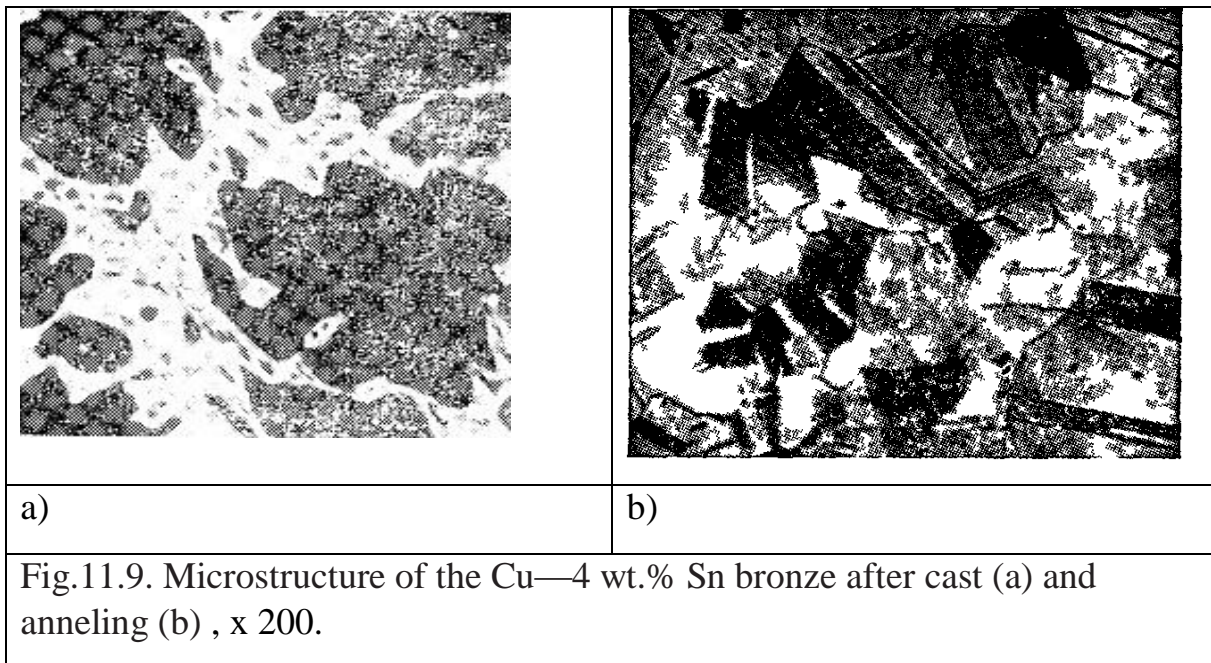 a)
b)
Fig.11.9. Microstructure of the Cu—4 wt.% Sn bronze after cast (a) and
anneling (b) , x 200.